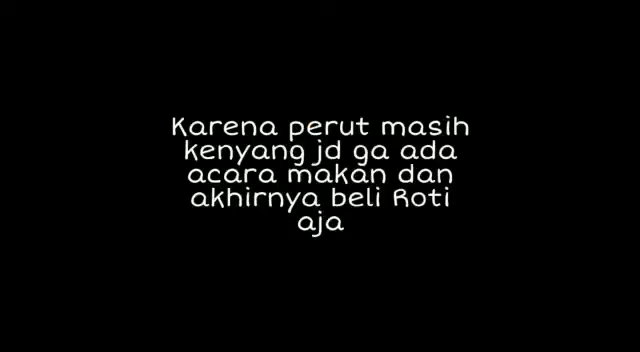 Karena perut masih
kenyang jd ga ada
acara makan dan
akhirnya beli Roti
aja